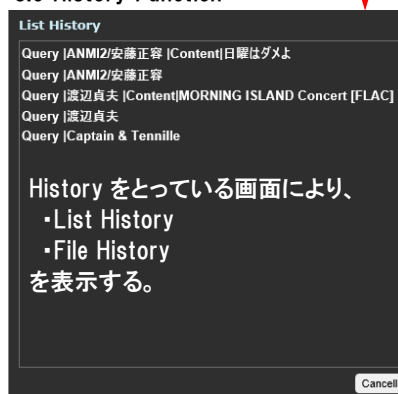 List History
Query |ANMI2/安藤正容 |Content|日曜はダメよ
Query |ANMI2/安藤正容
Query |渡辺貞夫 |Content|MORNING ISLAND Concert [FLAC]
Query |渡辺貞夫
Query |Captain & Tennille
History をとっている画面により、
・List History
・File History
を表示する。
Cancell